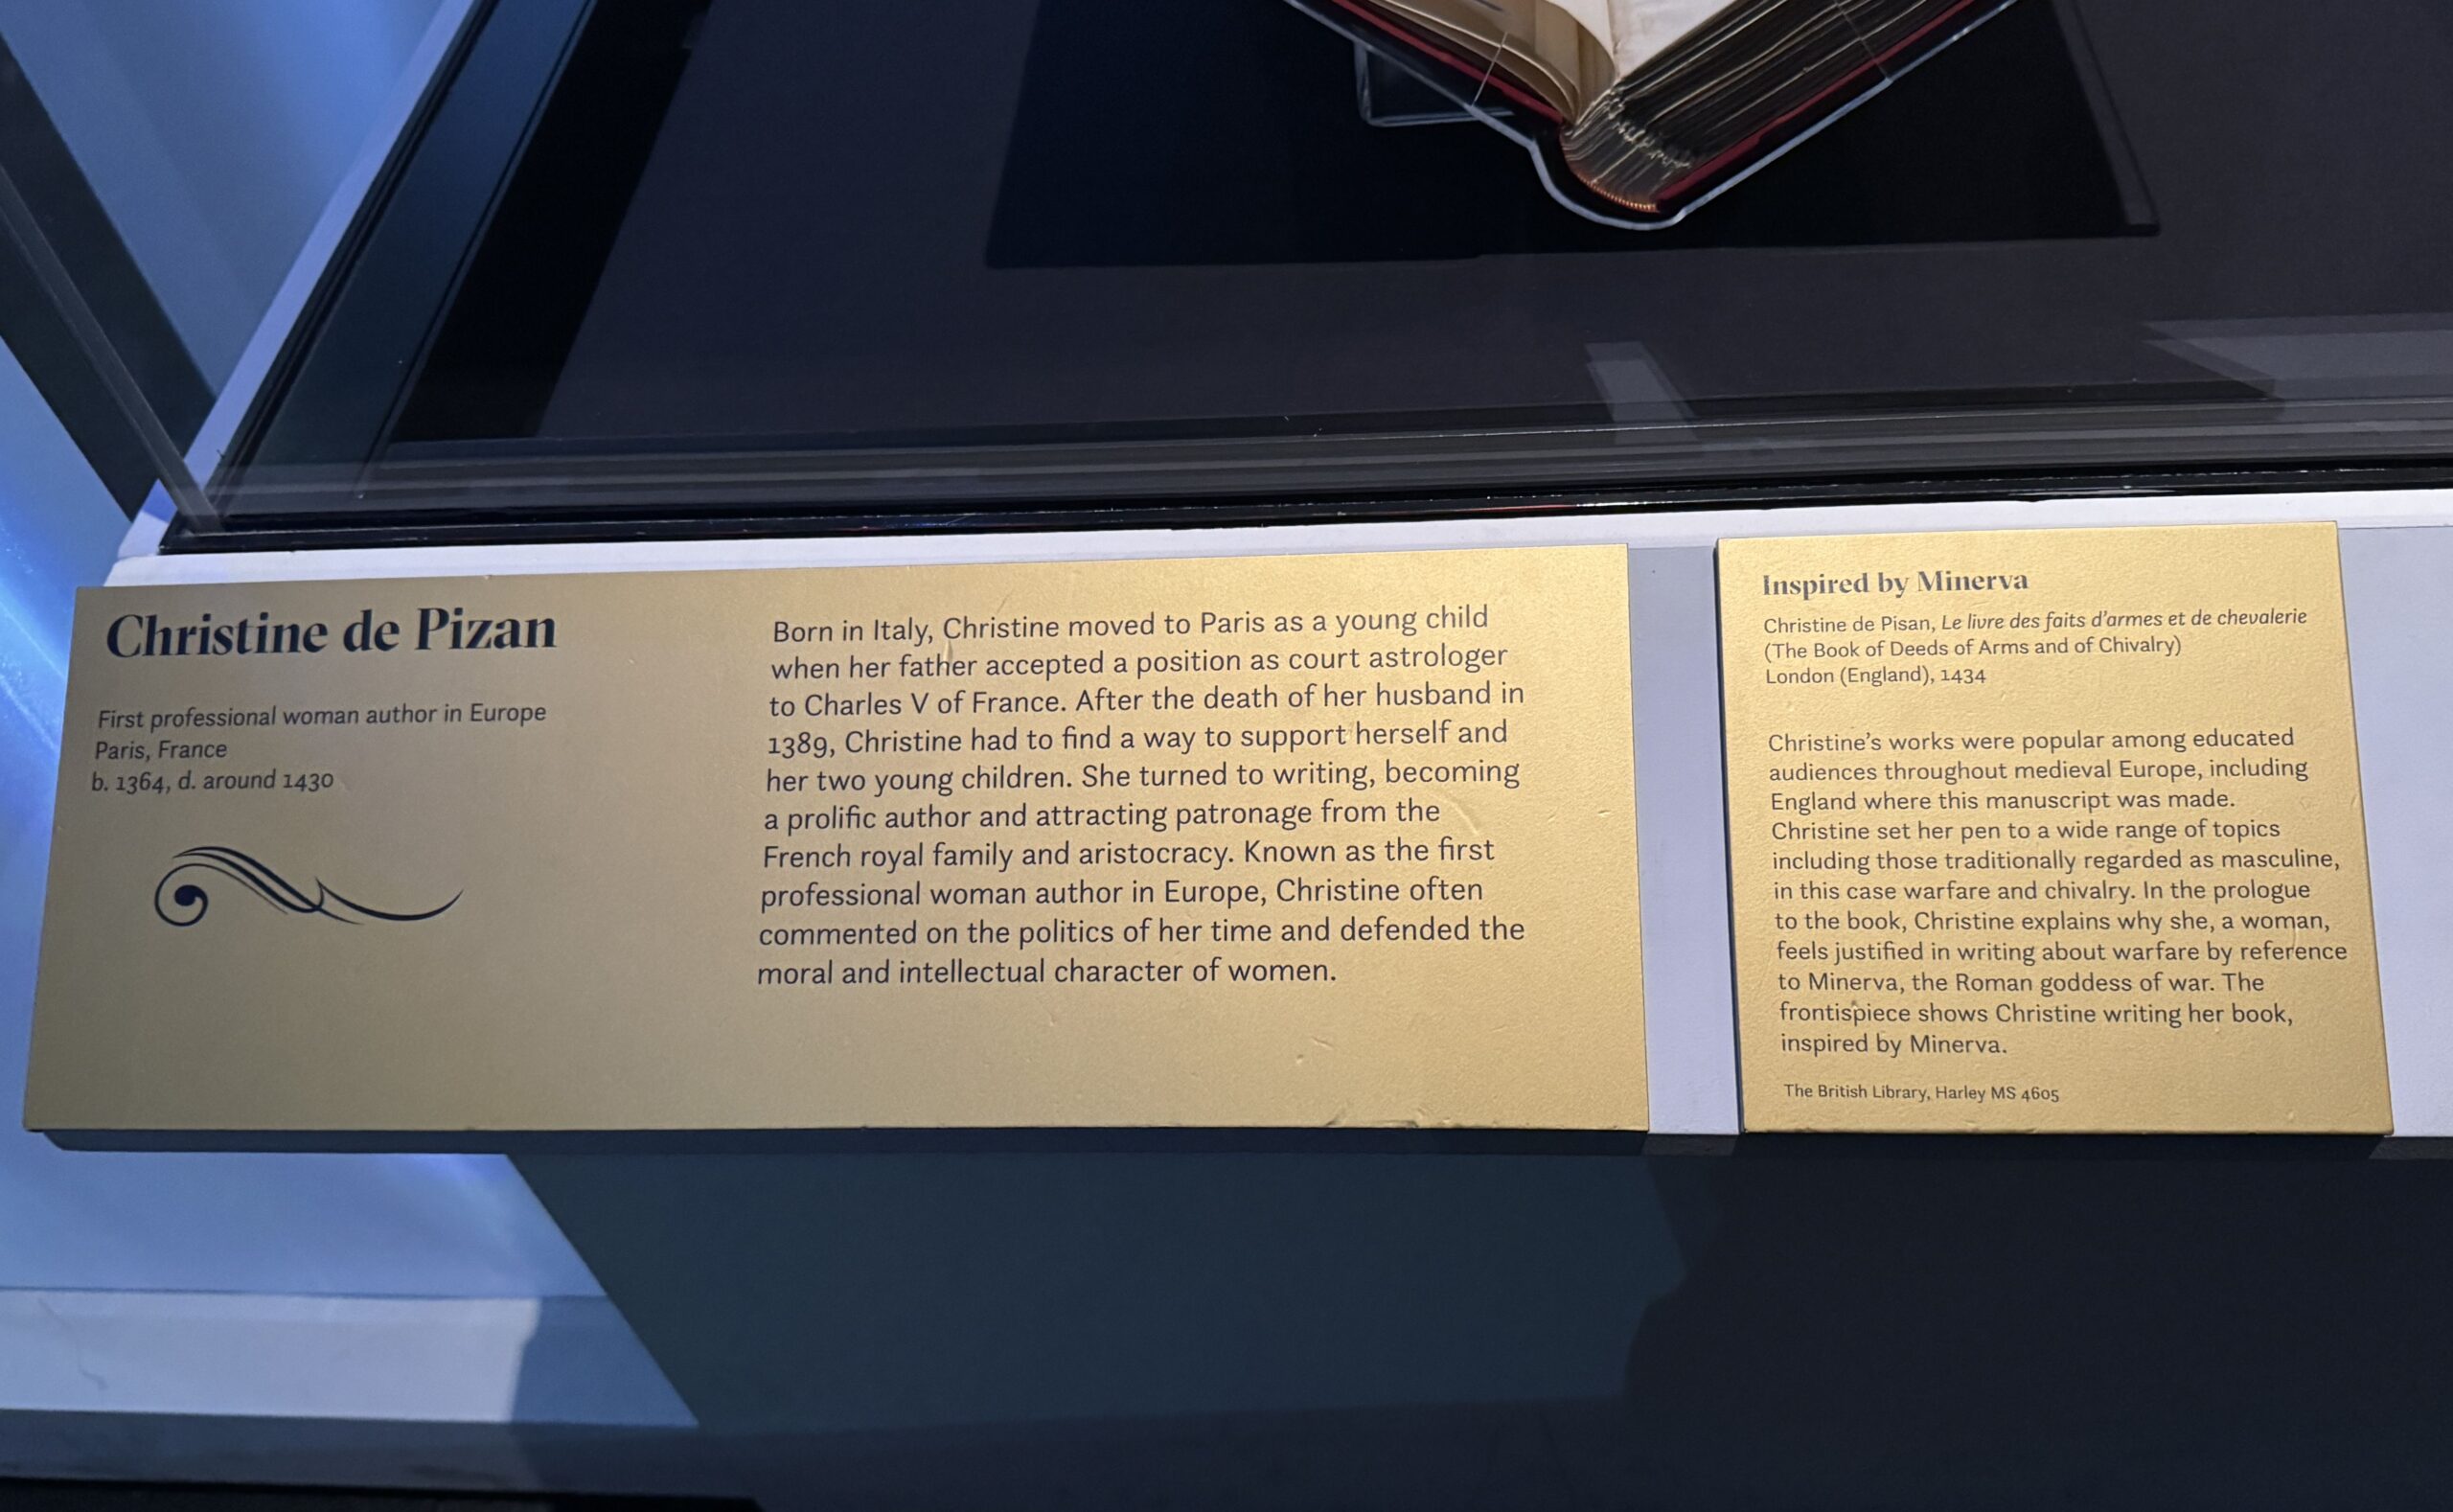 Christine de Pizan
First professional woman author in Europe
Paris, France
b. 1364, d. around 1430
Born in Italy, Christine moved to Paris as a young child
when her father accepted a position as court astrologer
to Charles V of France. After the death of her husband in
1389, Christine had to find a way to support herself and
her two young children. She turned to writing, becoming
a prolific author and attracting patronage from the
French royal family and aristocracy. Known as the first
professional woman author in Europe, Christine often
commented on the politics of her time and defended the
moral and intellectual character of women.
Inspired by Minerva
Christine de Pisan, Le livre des faits d'armes et de chevalerie
(The Book of Deeds of Arms and of Chivalry)
London (England), 1434
Christine's works were popular among educated
audiences throughout medieval Europe, including
England where this manuscript was made.
Christine set her pen to a wide range of topics
including those traditionally regarded as masculine,
in this case warfare and chivalry. In the prologue
to the book, Christine explains why she, a woman,
feels justified in writing about warfare by reference
to Minerva, the Roman goddess of war. The
frontispiece shows Christine writing her book,
inspired by Minerva.
The British Library, Harley MS 4605